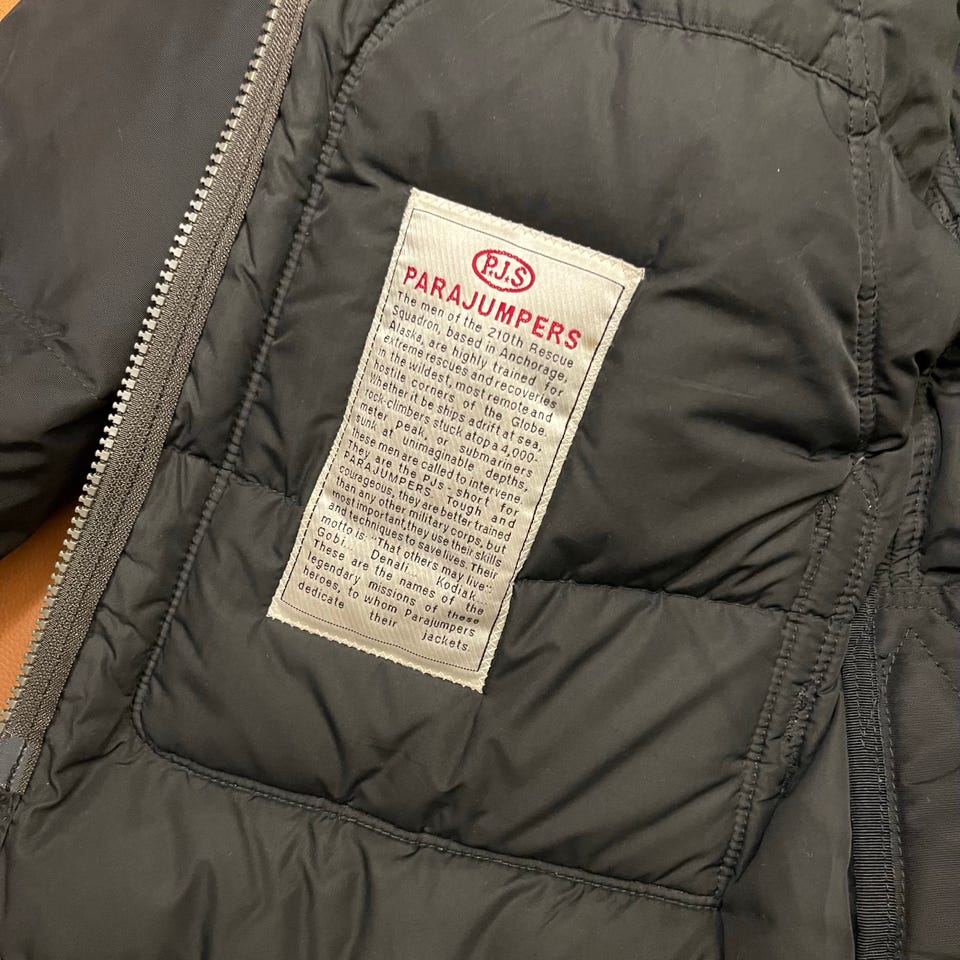 P.J.S
PARAJUMPERS
The men of the 210th Rescue
Squadron, based in Anchorage,
Alaska, are highly trained for
extreme rescues and recoveries
in the wildest, most remote and
hostile corners of the Globe.
Whether it be ships adrift at sea,
rock-climbers stuck atop a 4,000-
meter Peak, or submariners
sunk at unimaginable depths,
these men are called to intervene.
They are the PJs, short for
PARAJUMPERS. Tough and
courageous, they are better trained
than any other military corps, but
most important, they use their skills
and techniques to save lives. Their
motto is: That others may live.
Gobi, Denali, Kodiak.
These are the names of the
legendary missions of these
heroes, to whom Parajumpers
dedicate their jackets.